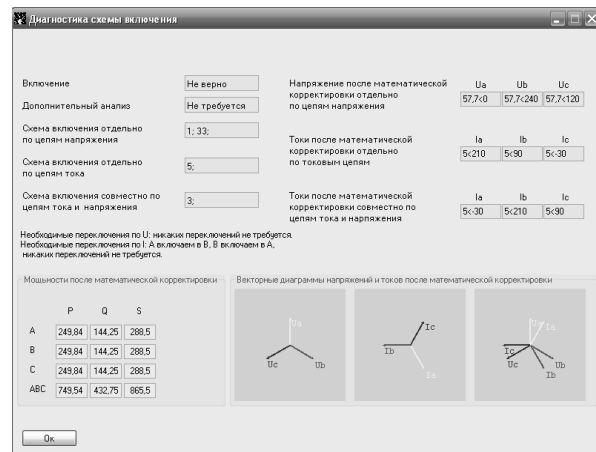 Диагностика схемы включения
Включение
Не верно
Дополнительный анализ
Не требуется
Схема включения отдельно
по цепям напряжения
1; 33;
Схема включения отдельно
по цепям тока
5;
Схема включения совместно по
цепям тока и напряжения
3;
Напряжение после математической
корректировки отдельно
по цепям напряжения
Ua Ub Uc
57,7<0 57,7<240 57,7<120
Токи после математической
корректировки отдельно
по токовым цепям
Ia Ib Ic
5<210 5<90 5<-30
Токи после математической
корректировки совместно по
цепям тока и нарпяжения
Ia Ib Ic
5<-30 5<210 5<90
Необходимые переключения по U: никаких переключений не требуется.
Необходимые переключения по I: А включаем в В, В включаем в А,
никаких переключений не требуется.
Мощьности после математической корректировки
P Q S
A 249,84 144,25 288,5
B 249,84 144,25 288,5
C 249,84 144,25 288,5
ABC 749,54 432,75 865,5
Векторные диаграммы напряжений и токов после математической корректировки
Ua
Uc Ub
Ic
Ib
Ia
Ua Ia
Ic
Uc Ub
Ib
Ок